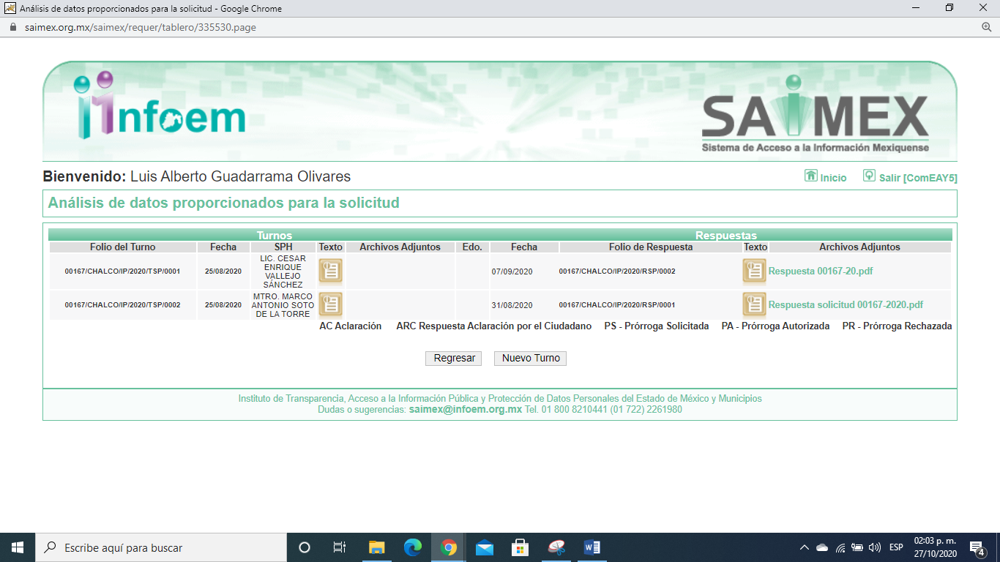 Análisis de datos proporcionados para la solicitud - Google Chrome
saimex.org.mx/saimex/requer/tablero/335530.page
infoem
SAIMEX
Sistema de Acceso a la Información Mexiquense
Bienvenido: Luis Alberto Guadarrama Olivares
Inicio Salir [ComEAY5]
Análisis de datos proporcionados para la solicitud
Turnos Respuestas
Folio del Turno Fecha SPH Texto Archivos Adjuntos Edo. Fecha Folio de Respuesta Texto Archivos Adjuntos
00167/CHALCO/IP/2020/TSP/0001 25/08/2020
LIC. CESAR
ENRIQUE
VALLEJO
SÁNCHEZ
07/09/2020 00167/CHALCO/IP/2020/RSP/0002 Respuesta 00167-20.pdf
00167/CHALCO/IP/2020/TSP/0002 25/08/2020
MTRO. MARCO
ANTONIO SOTO
DE LA TORRE
31/08/2020 00167/CHALCO/IP/2020/RSP/0001 Respuesta solicitud 00167-2020.pdf
AC Aclaración ARC Respuesta Aclaración por el Ciudadano PS - Prórroga Solicitada PA - Prórroga Autorizada PR - Prórroga Rechazada
Regresar Nuevo Turno
Instituto de Transparencia, Acceso a la Información Pública y Protección de Datos Personales del Estado de México y Municipios
Dudas o sugerencias: saimex@infoem.org.mx Tel. 01 800 8210441 (01 722) 2261980
Escribe aquí para buscar
ESP
02:03 p. m.
27/10/2020
4